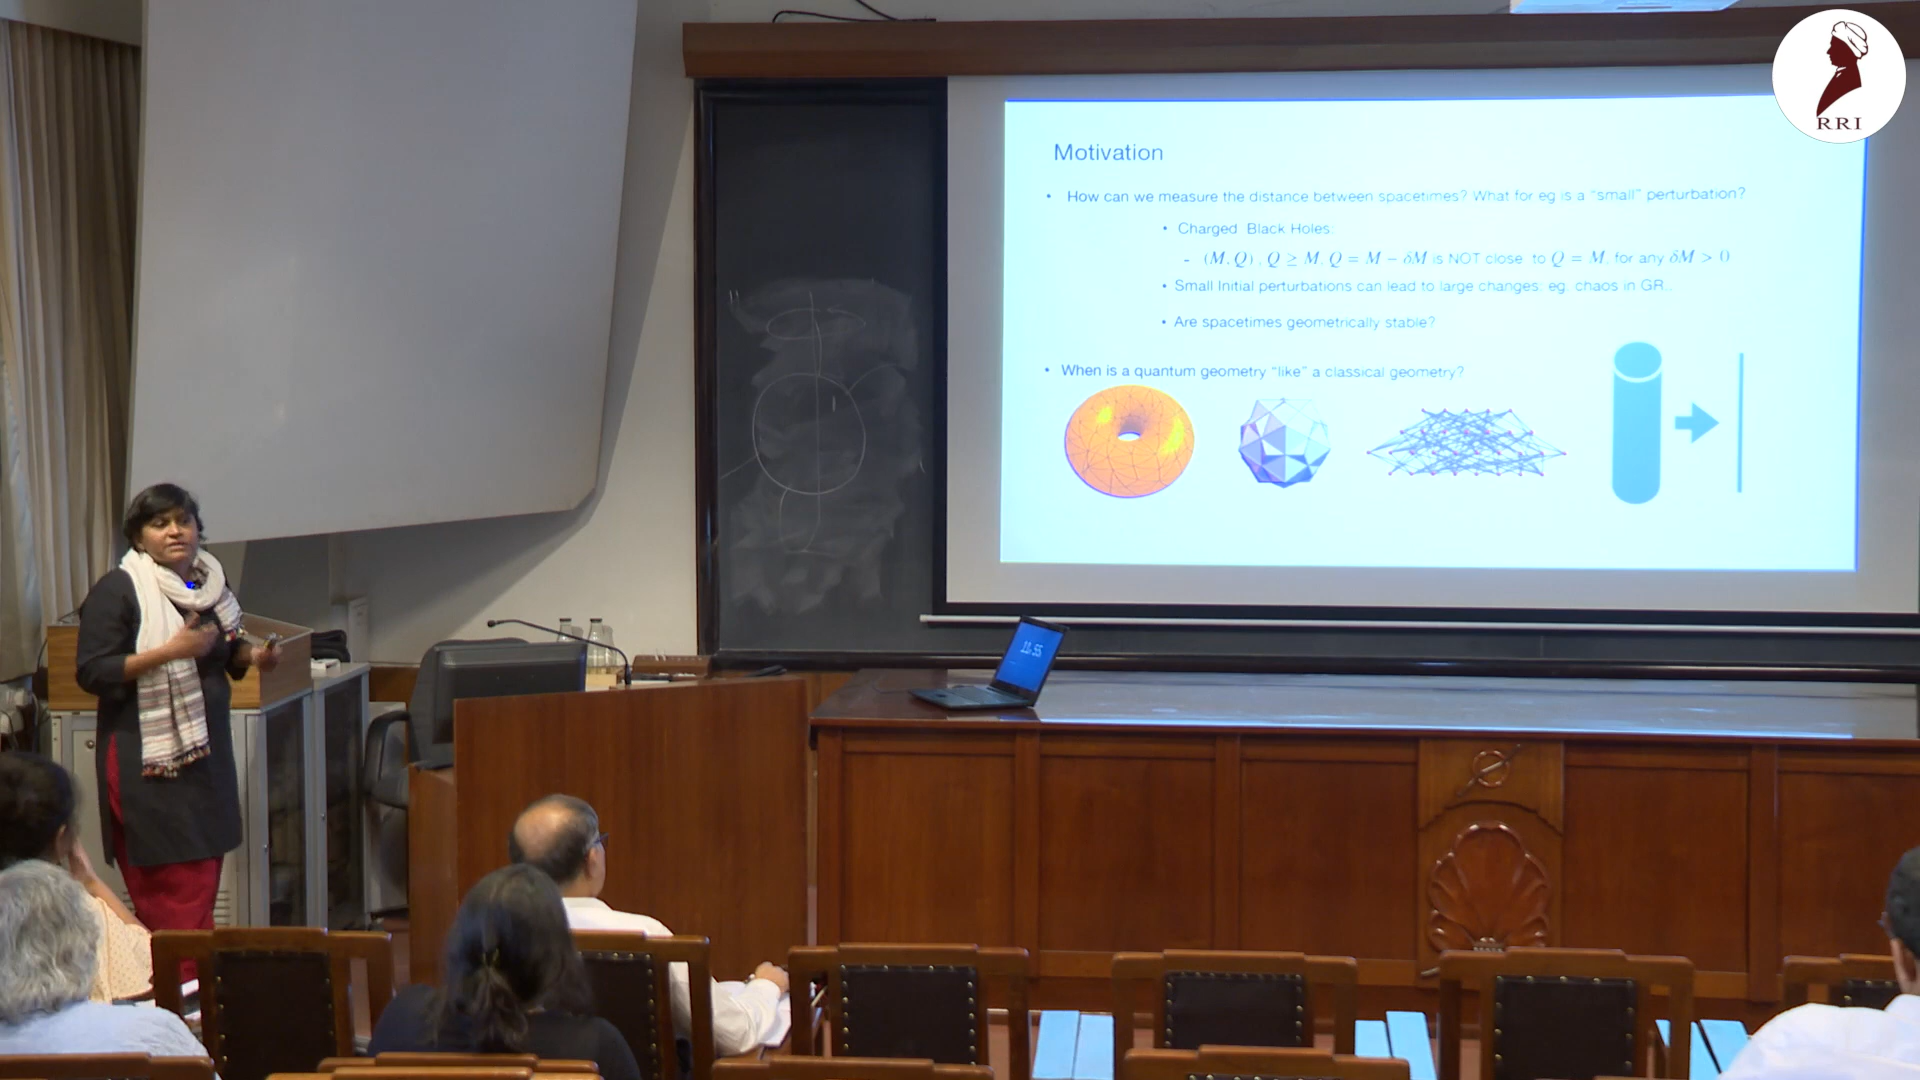 RRI
Motivation
• How can we measure the distance between spacetimes? What for eg is a "small" perturbation?
• Charged Black Holes:
- (M, Q) , Q ≥ M, Q = M − δM is NOT close to Q = M, for any δM > 0
• Small Initial perturbations can lead to large changes: eg. chaos in GR..
• Are spacetimes geometrically stable?
• When is a quantum geometry "like" a classical geometry?